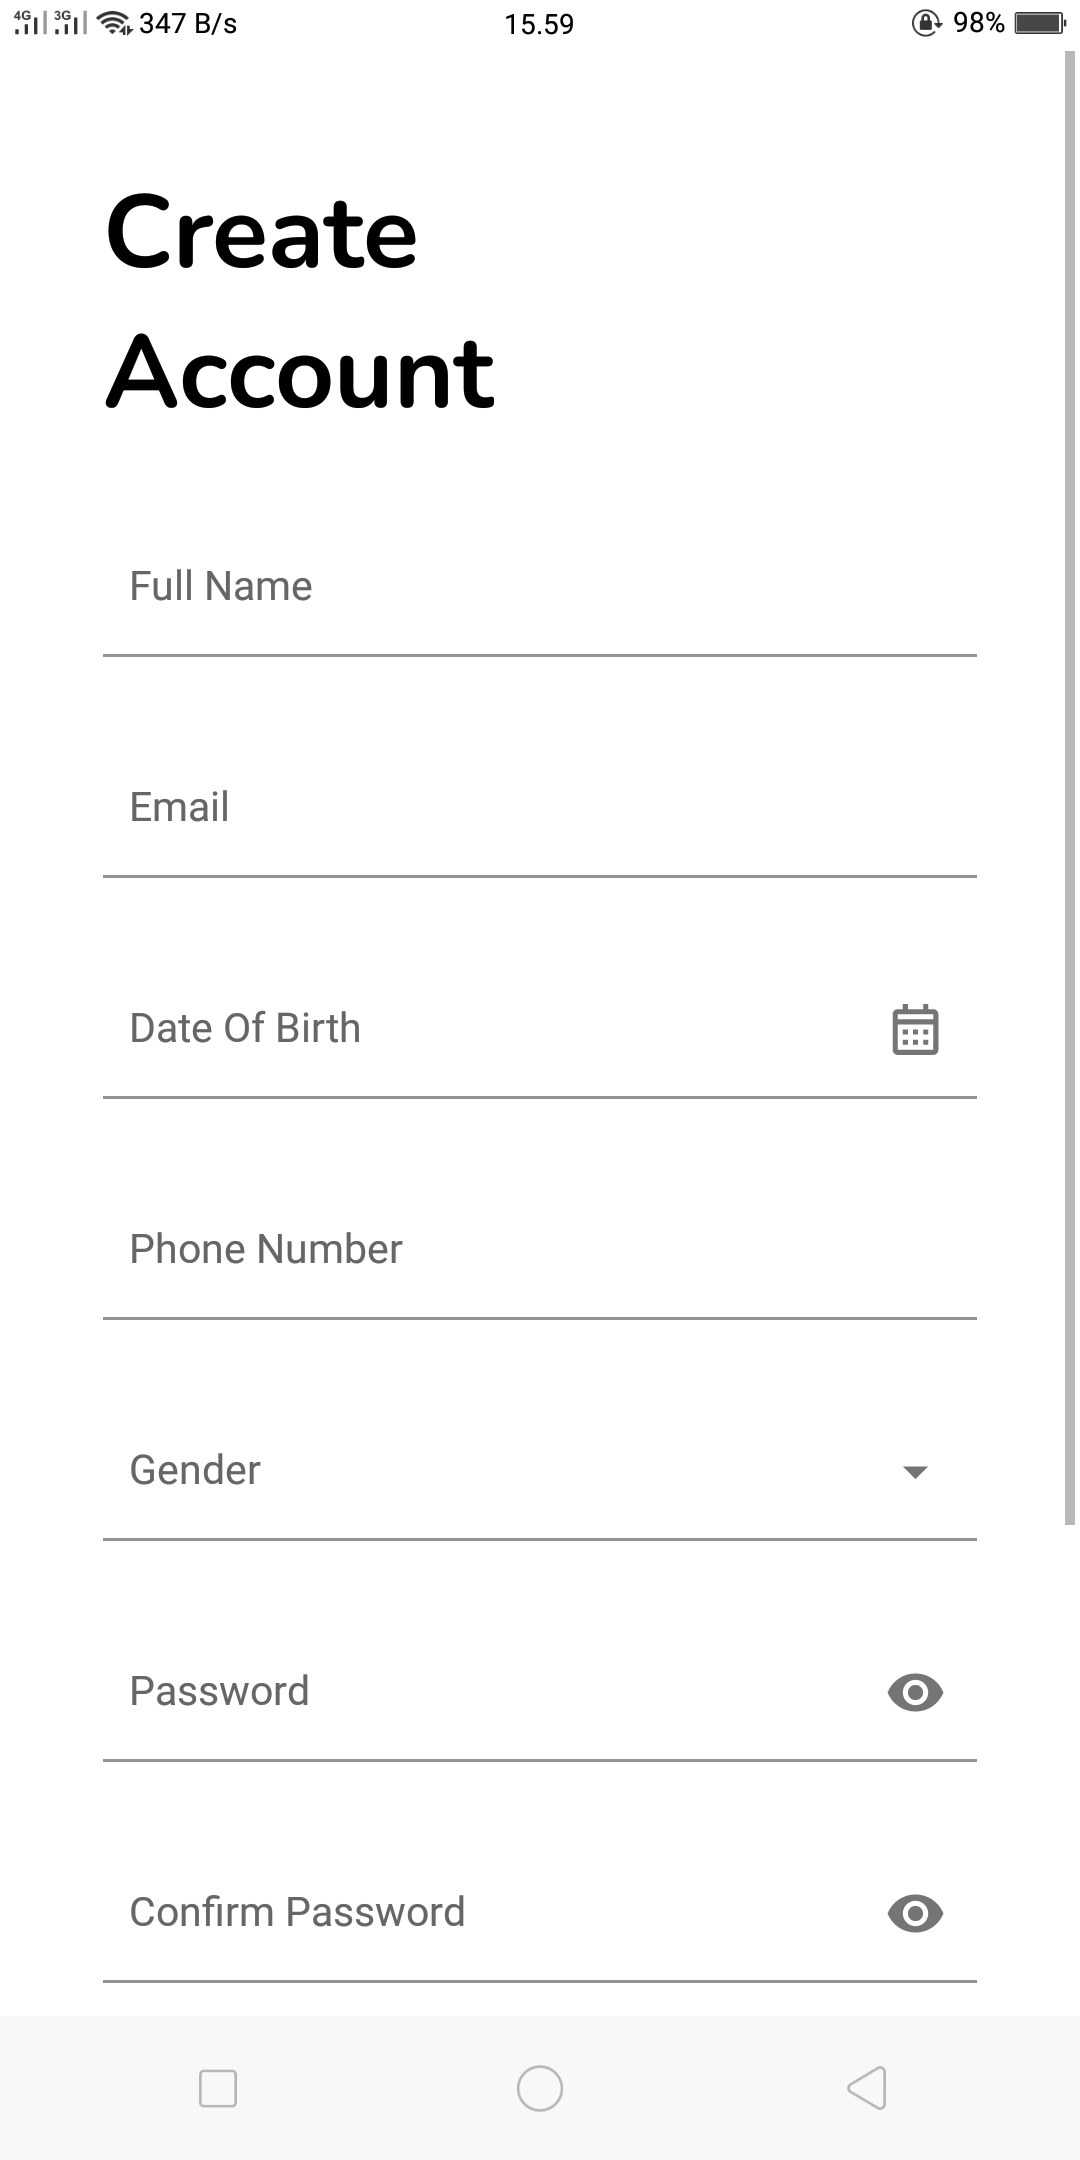 4G 3G 347 B/s 15.59 98%
Create
Account
Full Name
Email
Date Of Birth
Phone Number
Gender
Password
Confirm Password